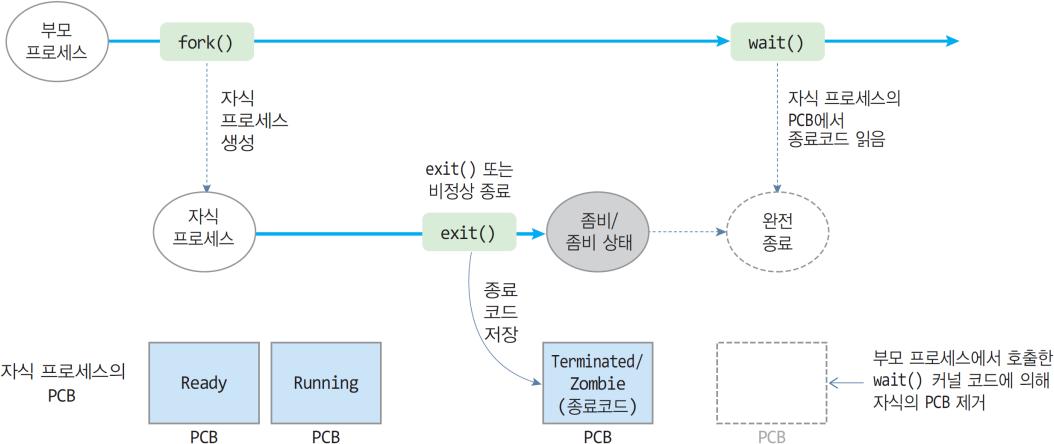 부모
프로세스
fork()
wait()
자식
프로세스
생성
자식 프로세스의
PCB에서
종료코드 읽음
exit() 또는
비정상 종료
자식
프로세스
exit()
좀비/
좀비 상태
완전
종료
종료
코드
저장
자식 프로세스의
PCB
Ready
Running
Terminated/
Zombie
(종료코드)
부모 프로세스에서 호출한
wait() 커널 코드에 의해
자식의 PCB 제거
PCB
PCB
PCB
PCB